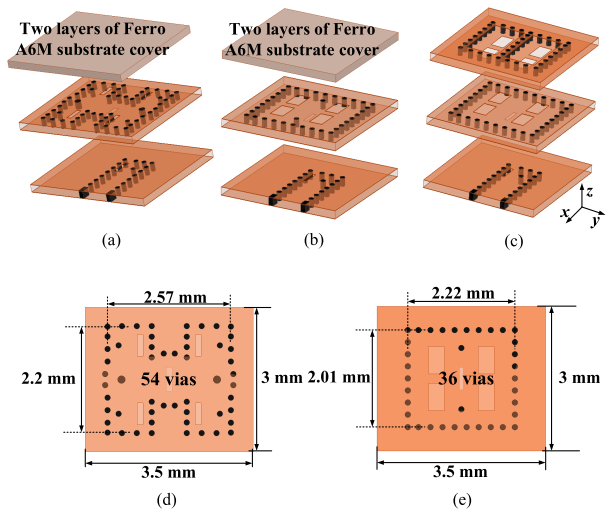 Two layers of Ferro
A6M substrate cover
Two layers of Ferro
A6M substrate cover
z
x
y
(a)
(b)
(c)
2.57 mm
2.2 mm
54 vias
3 mm
3.5 mm
2.22 mm
2.01 mm
36 vias
3 mm
3.5 mm
(d)
(e)